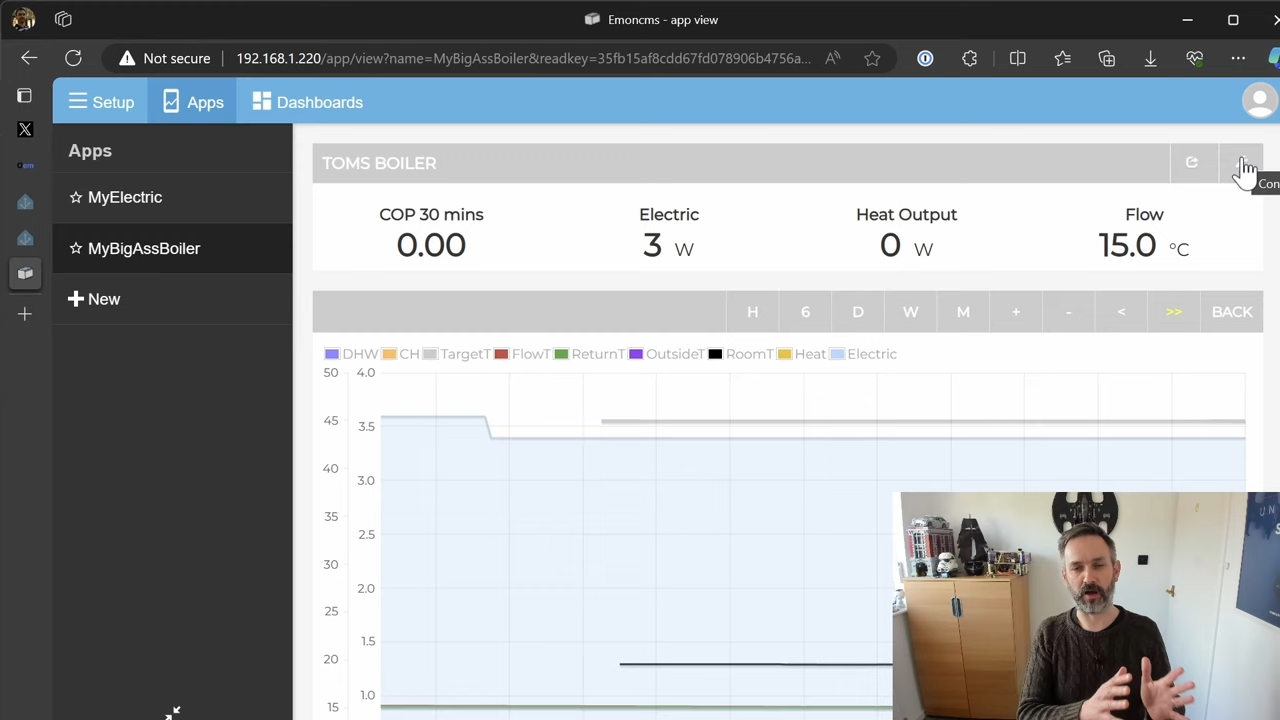 Emoncms - app view
Not secure 192.168.1.220/app/view?name=MyBigAssBoiler&readkey=35fb15af8cdd67fd078906b4756a...
Setup Apps Dashboards
Apps
MyElectric
MyBigAssBoiler
New
TOMS BOILER
Con
COP 30 mins Electric Heat Output Flow
0.00 3 W 0 W 15.0 °C
H 6 D W M + - < >> BACK
DHW CH TargetT FlowT ReturnT OutsideT RoomT Heat Electric
50 4.0
45 3.5
40 3.0
35 2.5
30 2.0
25 1.5
20 1.0
15